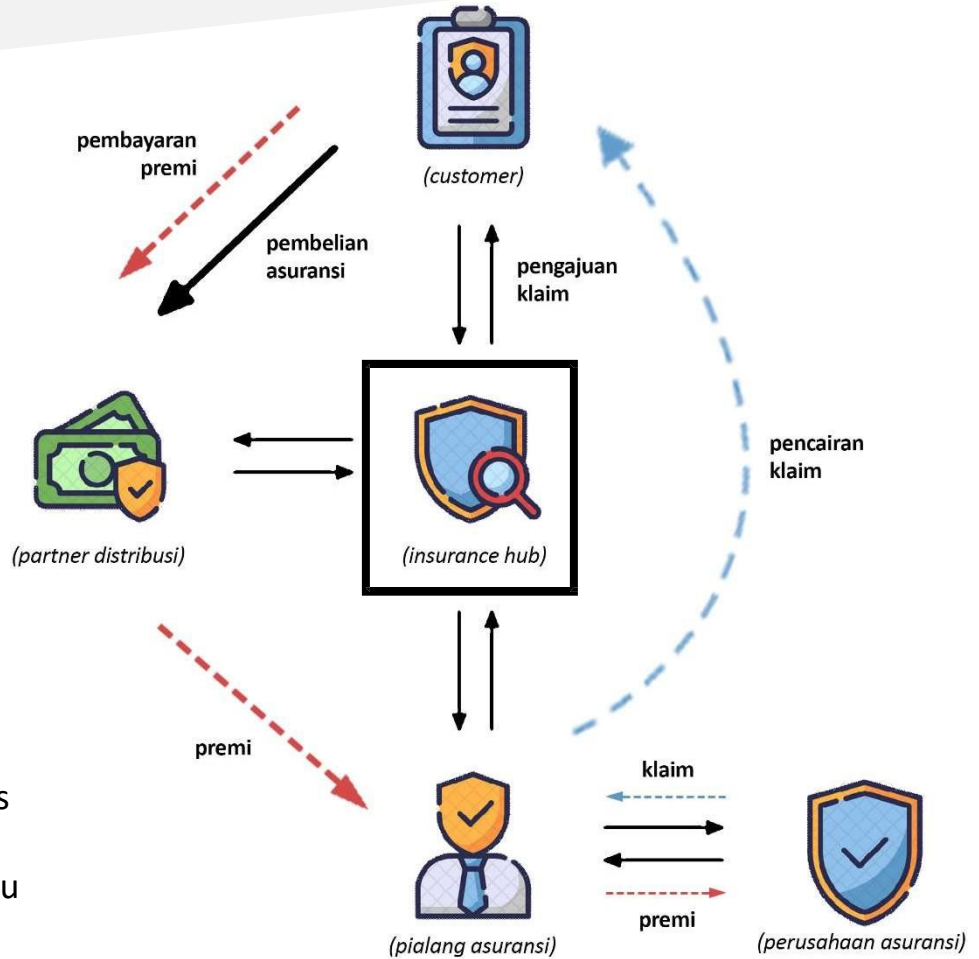 (customer)
pembayaran
premi
pembelian
asuransi
pengajuan
klaim
pencairan
klaim
(partner distribusi)
(insurance hub)
premi
klaim
premi
(pialang asuransi)
(perusahaan asuransi)
s
u